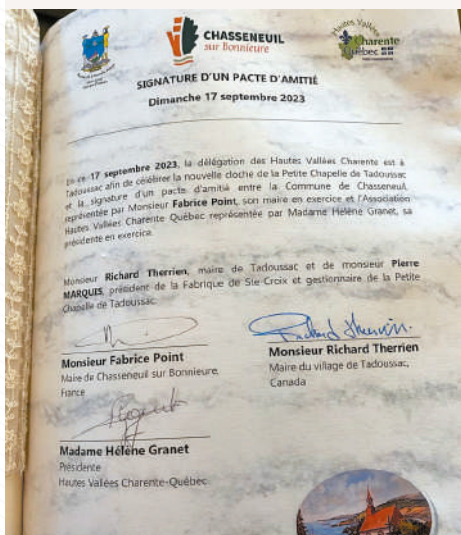 CHASSENEUIL
sur Bonnieure
Hautes Vallées
Charente
Québec
SIGNATURE D'UN PACTE D'AMITIÉ
Dimanche 17 septembre 2023
En ce 17 septembre 2023, la délégation des Hautes Vallées Charente est à
Tadoussac afin de célébrer la nouvelle cloche de la Petite Chapelle de Tadoussac
et la signature d'un pacte d'amitié entre la Commune de Chasseneuil,
représentée par Monsieur Fabrice Point, son maire en exercice et l'Association
Hautes Vallées Charente Québec représentée par Madame Hélène Granet, sa
présidente en exercice.
Monsieur Richard Therrien, maire de Tadoussac et de monsieur Pierre
MARQUIS, président de la Fabrique de Ste-Croix et gestionnaire de la Petite
Chapelle de Tadoussac.
Richard Therrien
Monsieur Fabrice Point
Maire de Chasseneuil sur Bonnieure,
France
Monsieur Richard Therrien
Maire du village de Tadoussac,
Canada
Madame Hélène Granet
Présidente
Hautes Vallées Charente-Québec